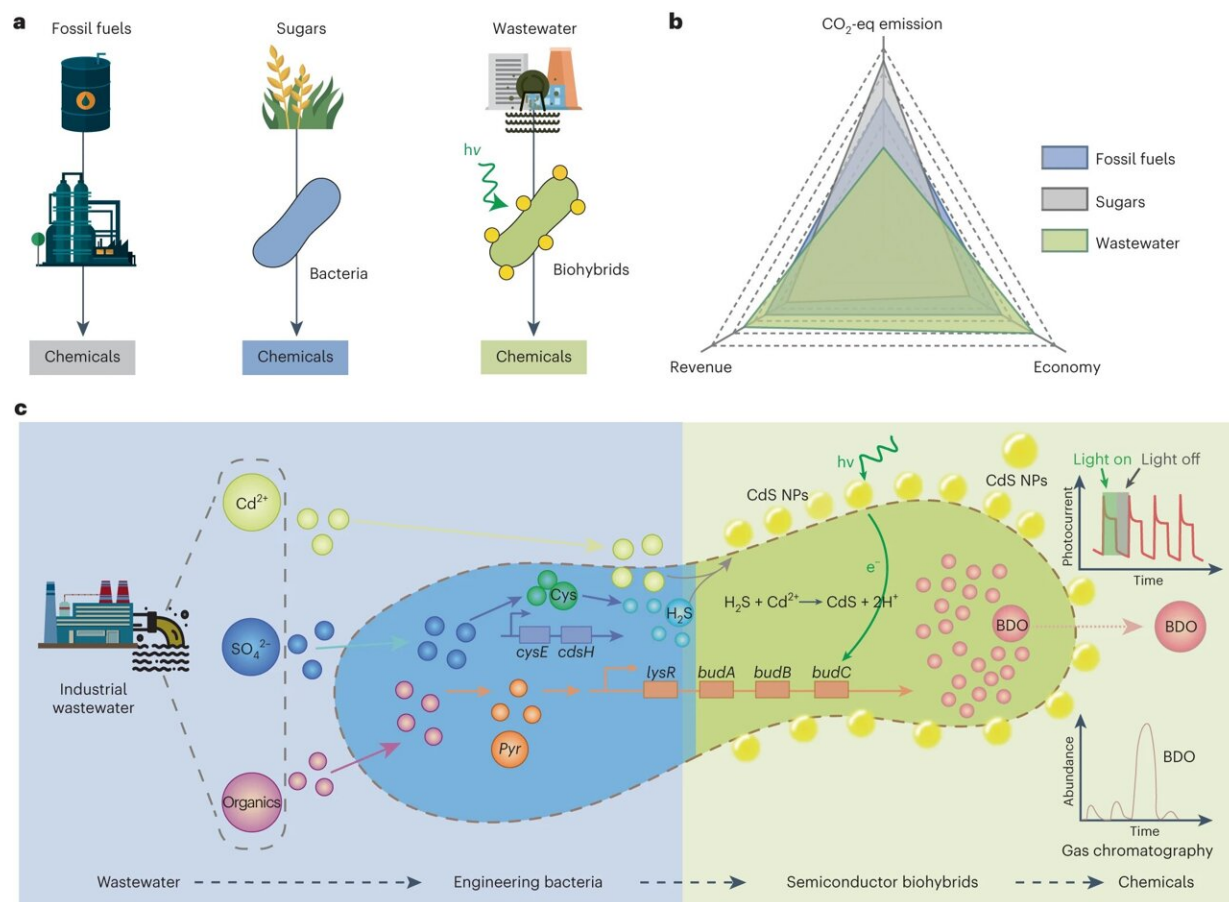 a
Fossil fuels
Sugars
Wastewater
hν
Bacteria
Biohybrids
Chemicals
Chemicals
Chemicals
b
CO₂-eq emission
Revenue
Economy
Fossil fuels
Sugars
Wastewater
c
Industrial
wastewater
Cd²⁺
SO₄²⁻
Organics
Cys
cysE
cdsH
H₂S
Pyr
lysR
budA
budB
budC
hν
CdS NPs
CdS NPs
e⁻
H₂S + Cd²⁺ → CdS + 2H⁺
BDO
BDO
Light on
Light off
Photocurrent
Time
BDO
Abundance
Time
Gas chromatography
Wastewater
Engineering bacteria
Semiconductor biohybrids
Chemicals